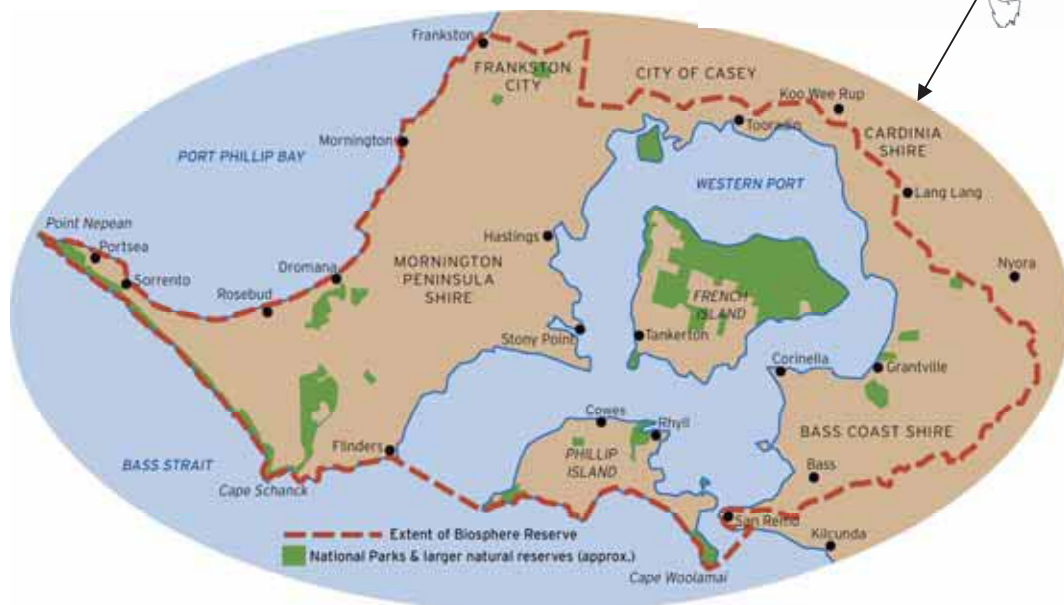 Frankston
FRANKSTON
CITY
CITY OF CASEY
Koo Wee Rup
Tooradin
CARDINIA
SHIRE
Mornington
PORT PHILLIP BAY
WESTERN PORT
Lang Lang
Point Nepean
Portsea
Sorrento
Hastings
Dromana
MORNINGTON
PENINSULA
SHIRE
Nyora
Rosebud
FRENCH
ISLAND
Stony Point
Tankerton
Corinella
Grantville
Cowes
Rhyll
Flinders
PHILLIP
ISLAND
BASS COAST SHIRE
BASS STRAIT
Bass
Cape Schanck
San Remo
Kilcunda
Extent of Biosphere Reserve
National Parks & larger natural reserves (approx.)
Cape Woolamai